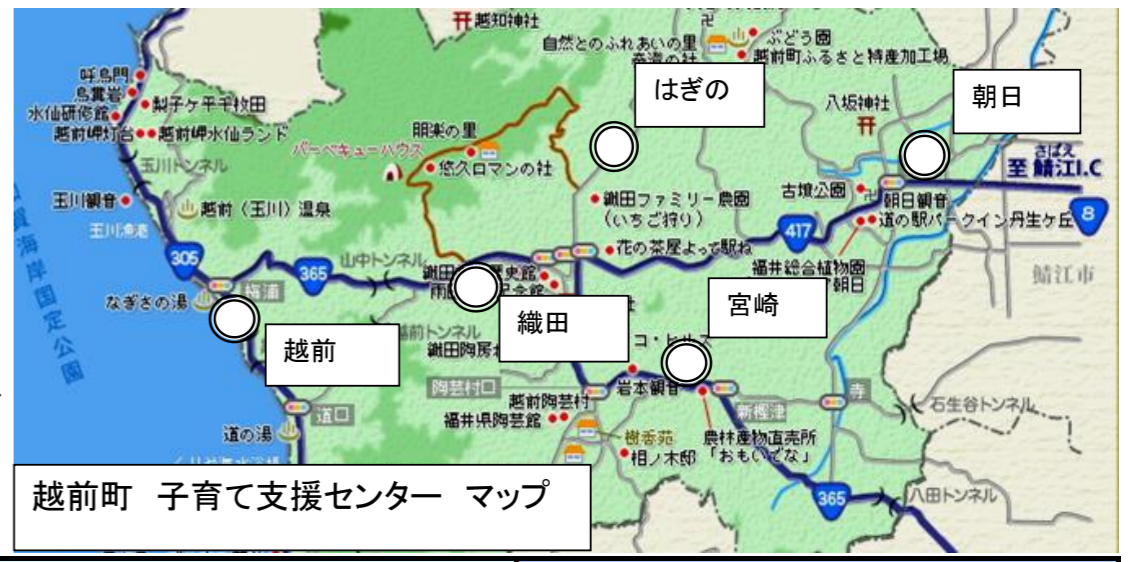 越知神社
自然とのふれあいの里
ぶどう園
越前町ふるさと特産加工場
呼鳥門
鳥糞岩
水仙研修館
梨子ケ平千枚田
越前岬灯台
越前岬水仙ランド
はぎの
朝日
八坂神社
朋楽の里
バーベキューハウス
悠久ロマンの杜
玉川トンネル
さばえ
至 鯖江I.C
玉川観音
越前（玉川）温泉
玉川漁港
織田ファミリー農園
（いちご狩り）
古墳公園
朝日観音
道の駅パークイン丹生ケ丘
8
417
花の茶屋よって駅ね
305
365
山中トンネル
福井総合植物園
朝日
鯖江市
海岸国定公園
なぎさの湯
梅浦
越前
織田
宮崎
陶芸村口
越前陶芸村
福井県陶芸館
岩本観音
新樫津
寺
石生谷トンネル
道口
道の湯
樹香苑
相ノ木邸
農林産物直売所
「おもいでな」
365
八田トンネル
越前町　子育て支援センター　マップ